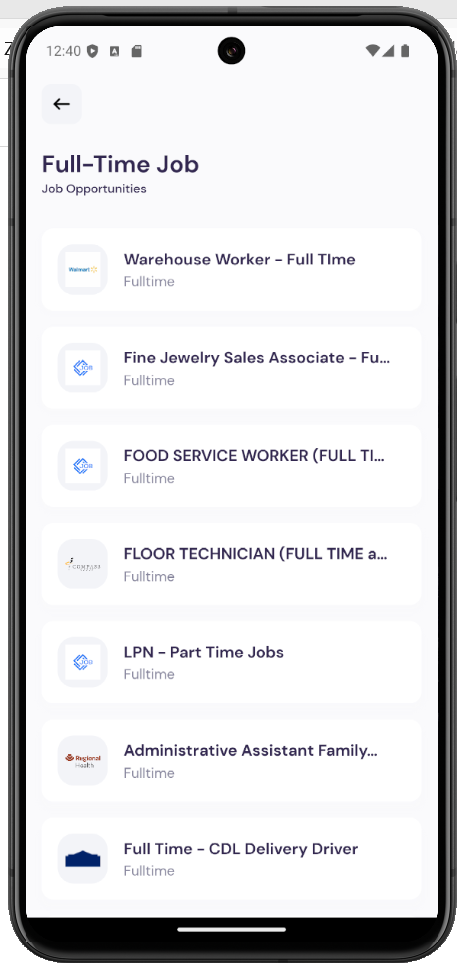 Z
12:40
Full-Time Job
Job Opportunities
Walmart
Warehouse Worker - Full TIme
Fulltime
JOB
Fine Jewelry Sales Associate - Fu...
Fulltime
JOB
FOOD SERVICE WORKER (FULL TI...
Fulltime
COMPASS
FLOOR TECHNICIAN (FULL TIME a...
Fulltime
JOB
LPN - Part Time Jobs
Fulltime
Regional
Health
Administrative Assistant Family...
Fulltime
Full Time - CDL Delivery Driver
Fulltime